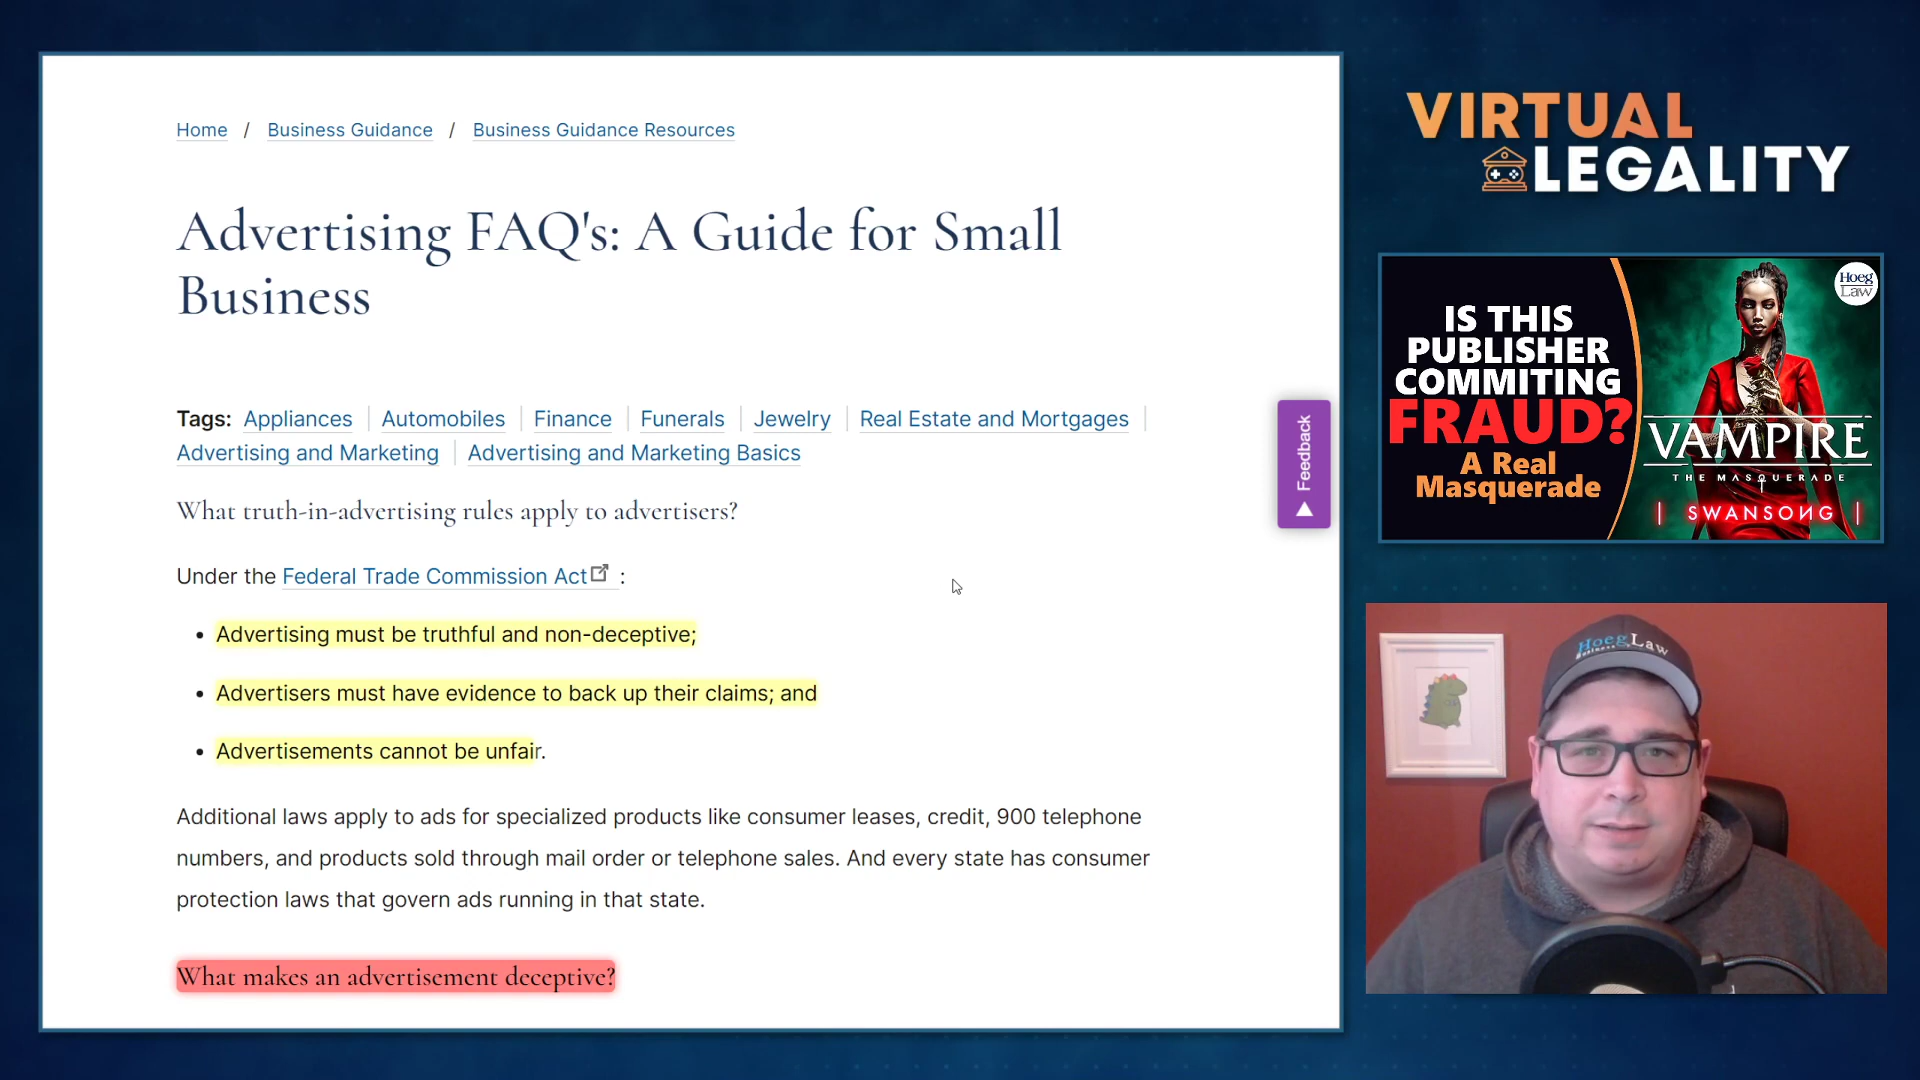 Home / Business Guidance / Business Guidance Resources
Advertising FAQ's: A Guide for Small
Business
Tags: Appliances | Automobiles | Finance | Funerals | Jewelry | Real Estate and Mortgages |
Advertising and Marketing | Advertising and Marketing Basics
What truth-in-advertising rules apply to advertisers?
Under the Federal Trade Commission Act :
• Advertising must be truthful and non-deceptive;
• Advertisers must have evidence to back up their claims; and
• Advertisements cannot be unfair.
Additional laws apply to ads for specialized products like consumer leases, credit, 900 telephone
numbers, and products sold through mail order or telephone sales. And every state has consumer
protection laws that govern ads running in that state.
What makes an advertisement deceptive?
Feedback
VIRTUAL
LEGALITY
IS THIS
PUBLISHER
COMMITING
FRAUD?
A Real
Masquerade
Hoeg
Law
VAMPIRE
THE MASQUERADE
| SWANSONG |
HoegLaw
Business